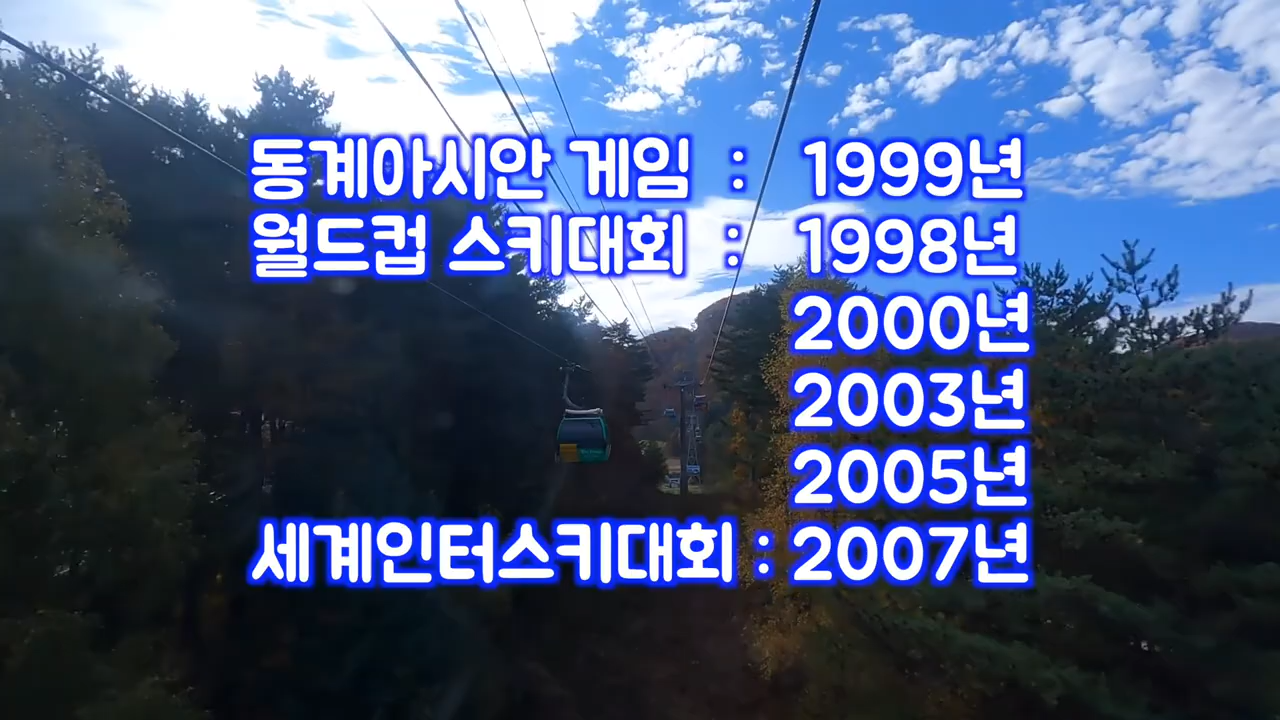 동계아시안 게임 : 1999년
월드컵 스키대회 : 1998년
2000년
2003년
2005년
세계인터스키대회 : 2007년